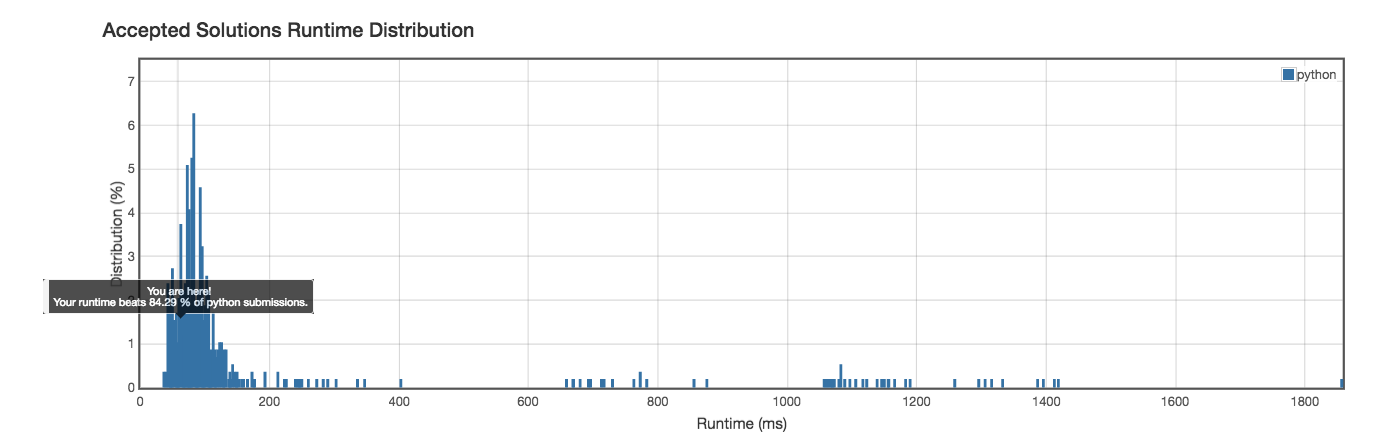 Accepted Solutions Runtime Distribution
python
7
6
5
4
3
2
1
0
Distribution (%)
You are here!
Your runtime beats 84.29 % of python submissions.
0 200 400 600 800 1000 1200 1400 1600 1800
Runtime (ms)